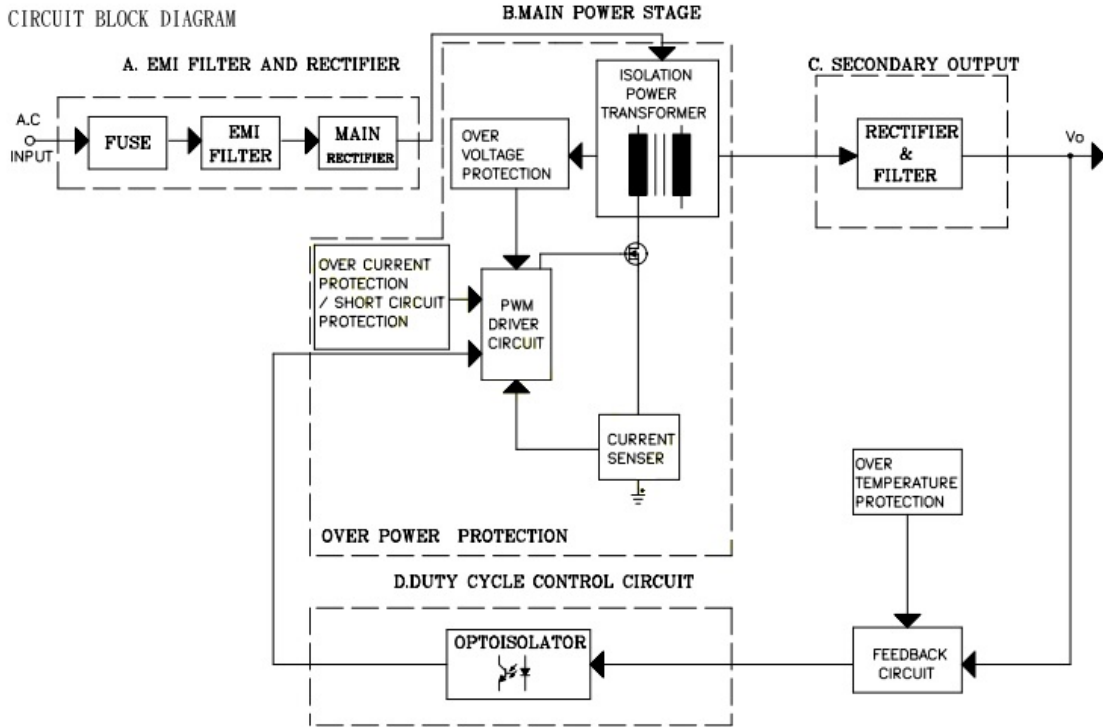 CIRCUIT BLOCK DIAGRAM
B.MAIN POWER STAGE
A. EMI FILTER AND RECTIFIER
C. SECONDARY OUTPUT
A.C
INPUT
FUSE
EMI
FILTER
MAIN
RECTIFIER
OVER
VOLTAGE
PROTECTION
ISOLATION
POWER
TRANSFORMER
RECTIFIER
&
FILTER
Vo
OVER CURRENT
PROTECTION
/ SHORT CIRCUIT
PROTECTION
PWM
DRIVER
CIRCUIT
CURRENT
SENSER
OVER
TEMPERATURE
PROTECTION
OVER POWER PROTECTION
D.DUTY CYCLE CONTROL CIRCUIT
OPTOISOLATOR
FEEDBACK
CIRCUIT